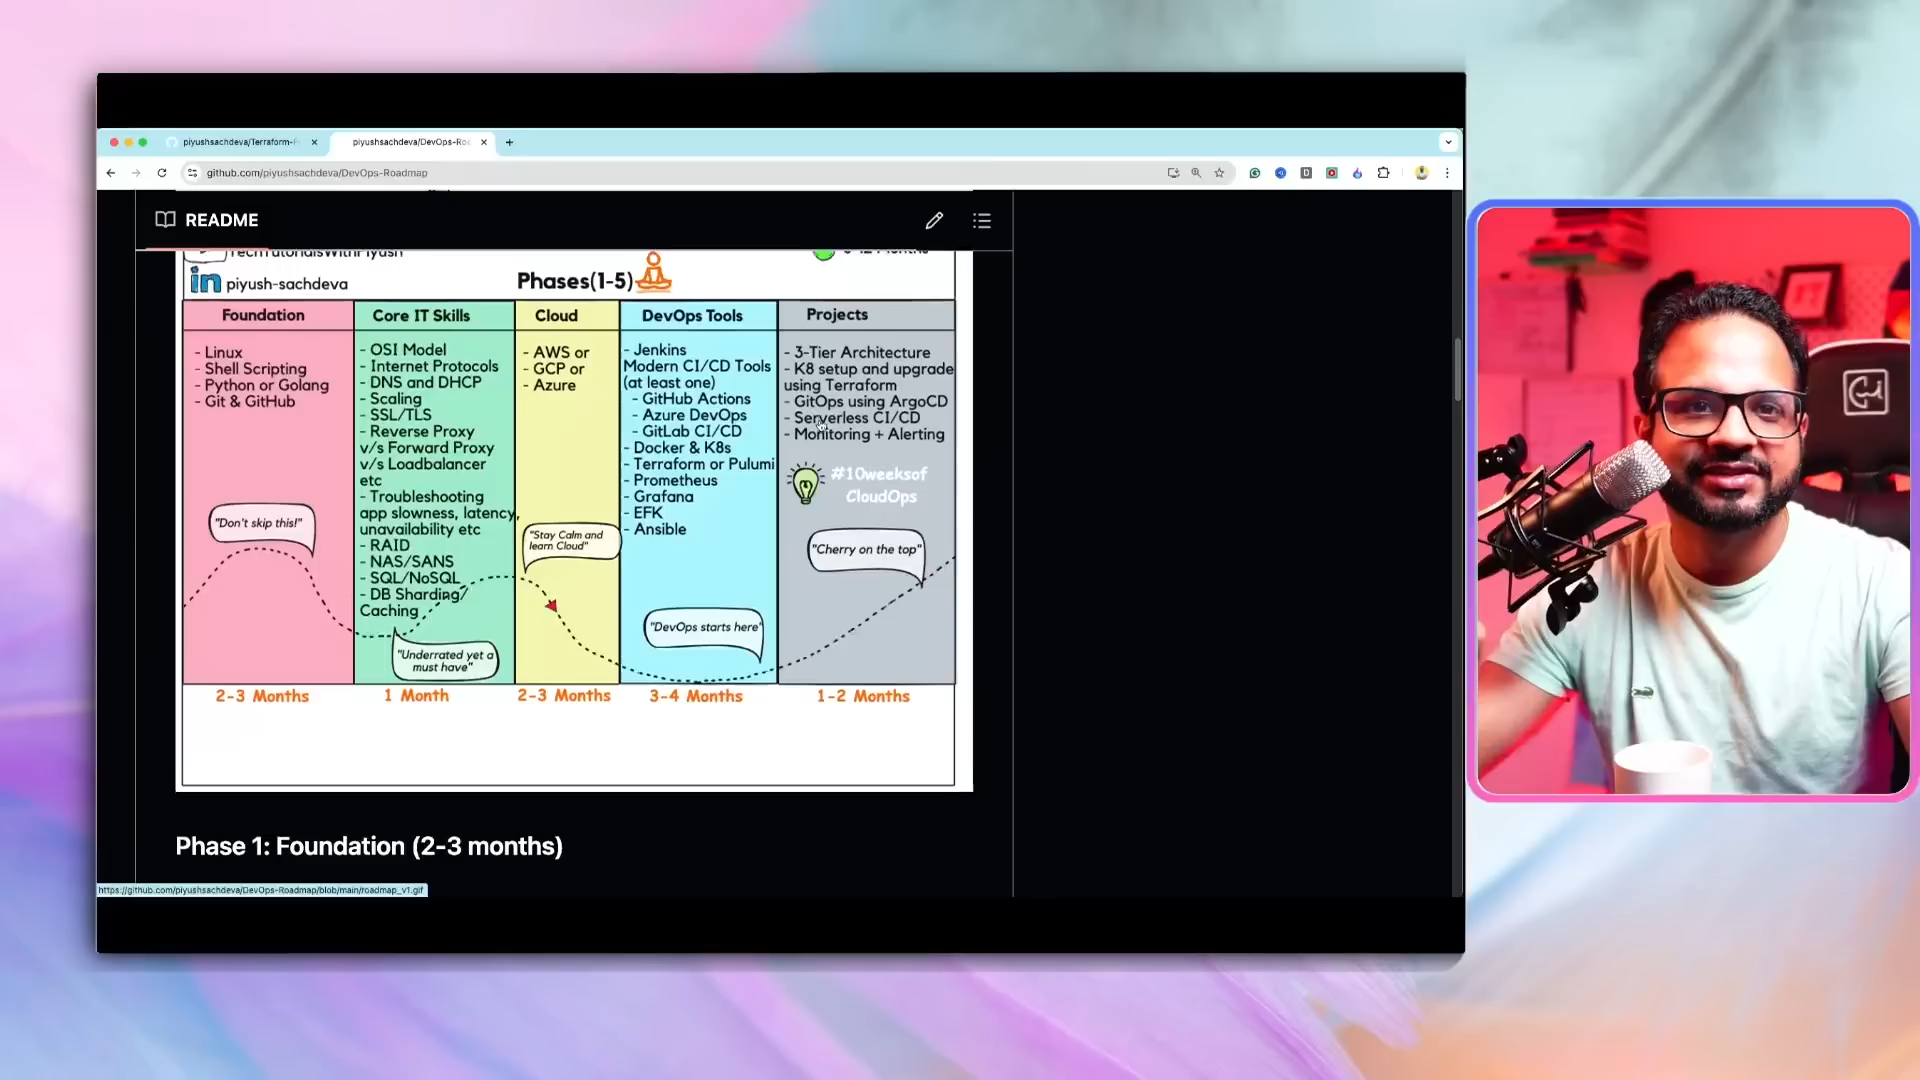 piyushsachdeva/Terraform-
piyushsachdeva/DevOps-Ro
github.com/piyushsachdeva/DevOps-Roadmap
README
TechTutorialsWithPiyush
in piyush-sachdeva
Phases(1-5)
Foundation
- Linux
- Shell Scripting
- Python or Golang
- Git & GitHub
"Don't skip this!"
2-3 Months
Core IT Skills
- OSI Model
- Internet Protocols
- DNS and DHCP
- Scaling
- SSL/TLS
- Reverse Proxy
v/s Forward Proxy
v/s Loadbalancer
etc
- Troubleshooting
app slowness, latency,
unavailability etc
- RAID
- NAS/SANS
- SQL/NoSQL
- DB Sharding/
Caching
"Underrated yet a
must have"
1 Month
Cloud
- AWS or
- GCP or
- Azure
"Stay Calm and
learn Cloud"
2-3 Months
DevOps Tools
- Jenkins
Modern CI/CD Tools
(at least one)
- GitHub Actions
- Azure DevOps
- GitLab CI/CD
- Docker & K8s
- Terraform or Pulumi
- Prometheus
- Grafana
- EFK
- Ansible
"DevOps starts here"
3-4 Months
Projects
- 3-Tier Architecture
- K8 setup and upgrade
using Terraform
- GitOps using ArgoCD
- Serverless CI/CD
- Monitoring + Alerting
#10weeksof
CloudOps
"Cherry on the top"
1-2 Months
Phase 1: Foundation (2-3 months)
https://github.com/piyushsachdeva/DevOps-Roadmap/blob/main/roadmap_v1.gif